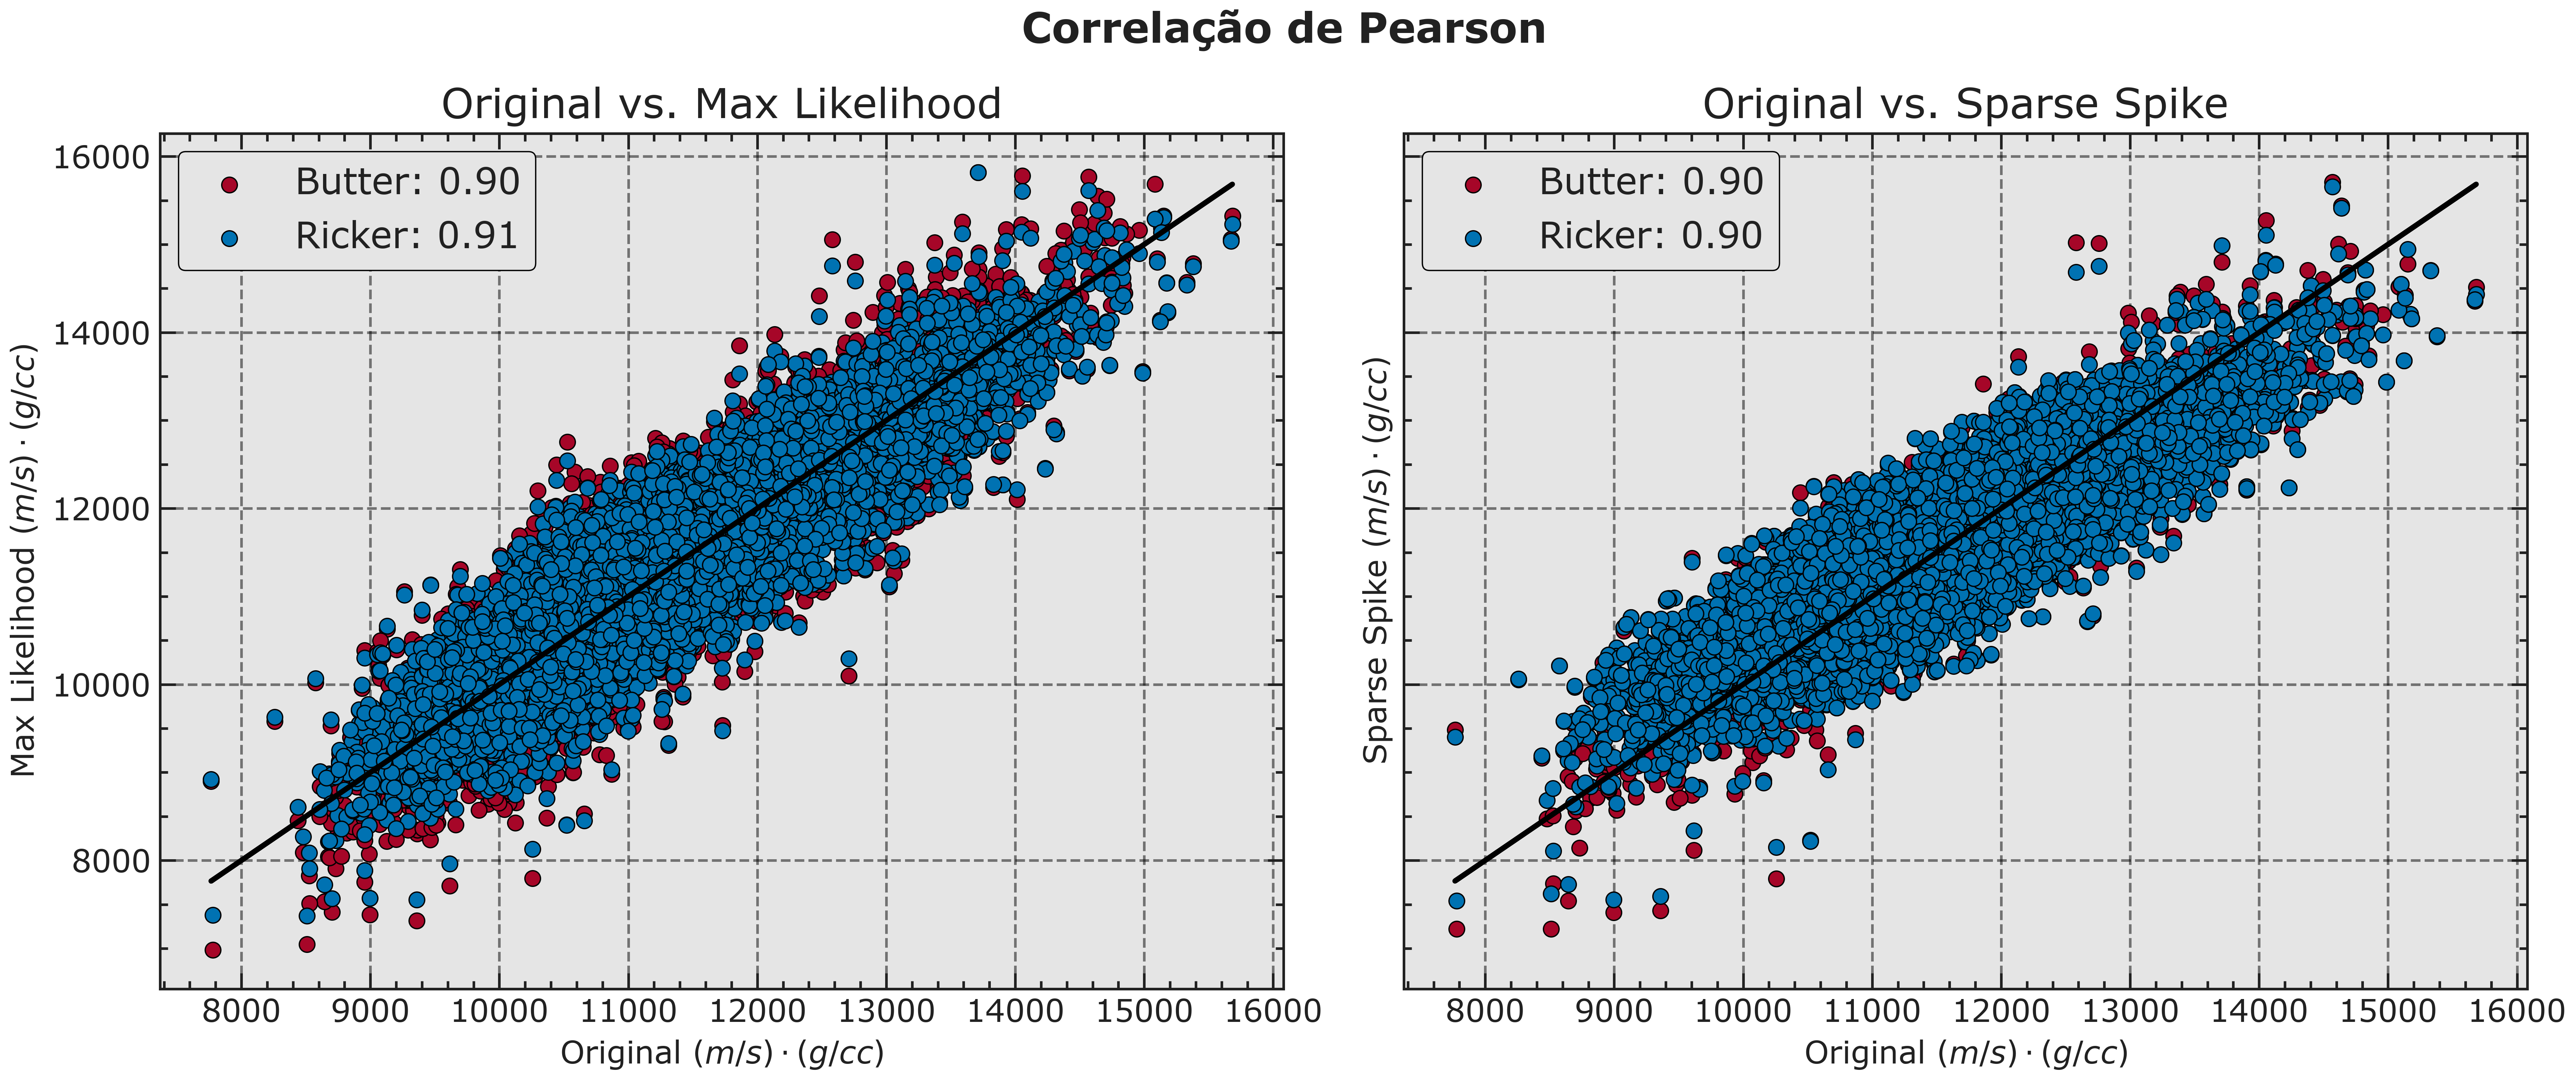 Correlação de Pearson
Original vs. Max Likelihood
Butter: 0.90
Ricker: 0.91
16000
14000
12000
10000
8000
Max Likelihood (m/s) · (g/cc)
8000 9000 10000 11000 12000 13000 14000 15000 16000
Original (m/s) · (g/cc)
Original vs. Sparse Spike
Butter: 0.90
Ricker: 0.90
Sparse Spike (m/s) · (g/cc)
8000 9000 10000 11000 12000 13000 14000 15000 16000
Original (m/s) · (g/cc)